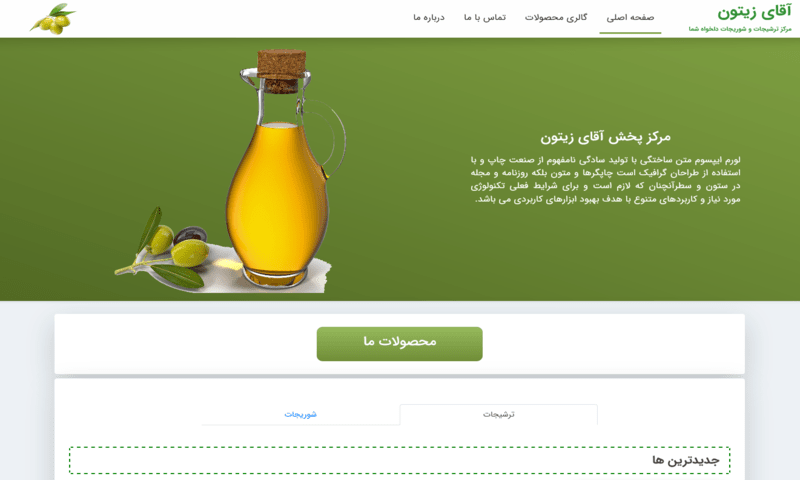 آقای زیتون
مرکز ترشیجات و شوریجات دلخواه شما
صفحه اصلی
گالری محصولات
تماس با ما
درباره ما
مرکز پخش آقای زیتون
لورم ایپسوم متن ساختگی با تولید سادگی نامفهوم از صنعت چاپ و با
استفاده از طراحان گرافیک است چاپگرها و متون بلکه روزنامه و مجله
در ستون و سطرآنچنان که لازم است و برای شرایط فعلی تکنولوژی
مورد نیاز و کاربردهای متنوع با هدف بهبود ابزارهای کاربردی می باشد.
محصولات ما
ترشیجات
شوریجات
جدیدترین ها